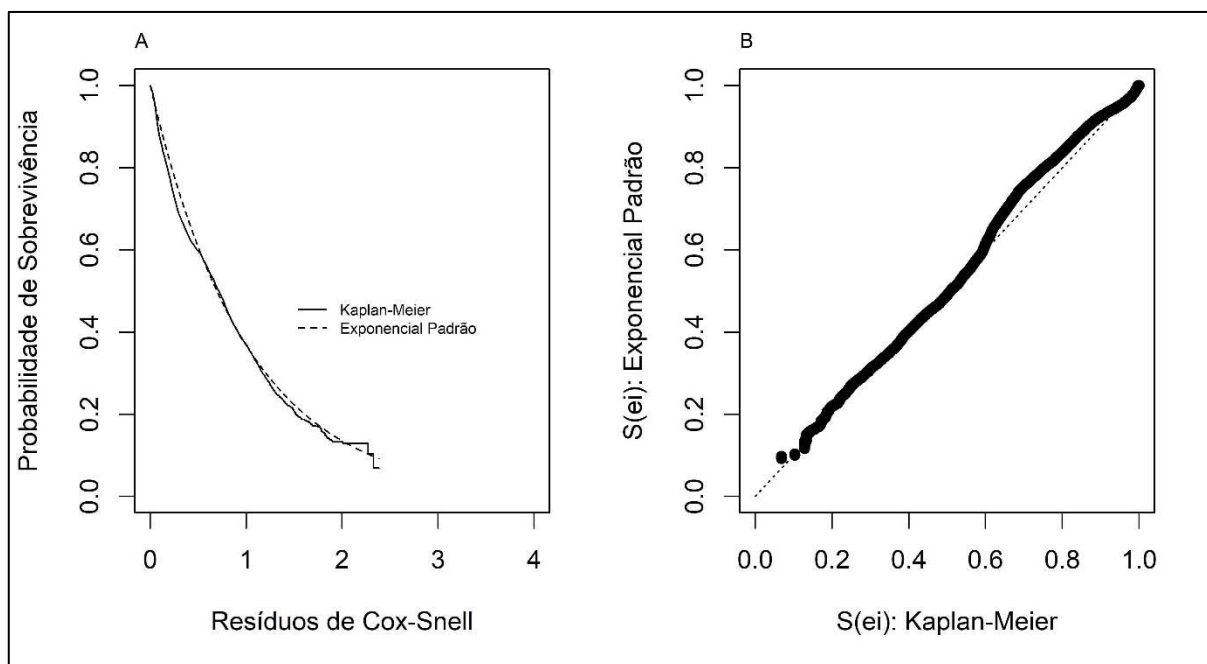 A
Probabilidade de Sobrevivência
1.0
0.8
0.6
0.4
0.2
0.0
Kaplan-Meier
Exponencial Padrão
0 1 2 3 4
Resíduos de Cox-Snell
B
S(ei): Exponencial Padrão
1.0
0.8
0.6
0.4
0.2
0.0
0.0 0.2 0.4 0.6 0.8 1.0
S(ei): Kaplan-Meier